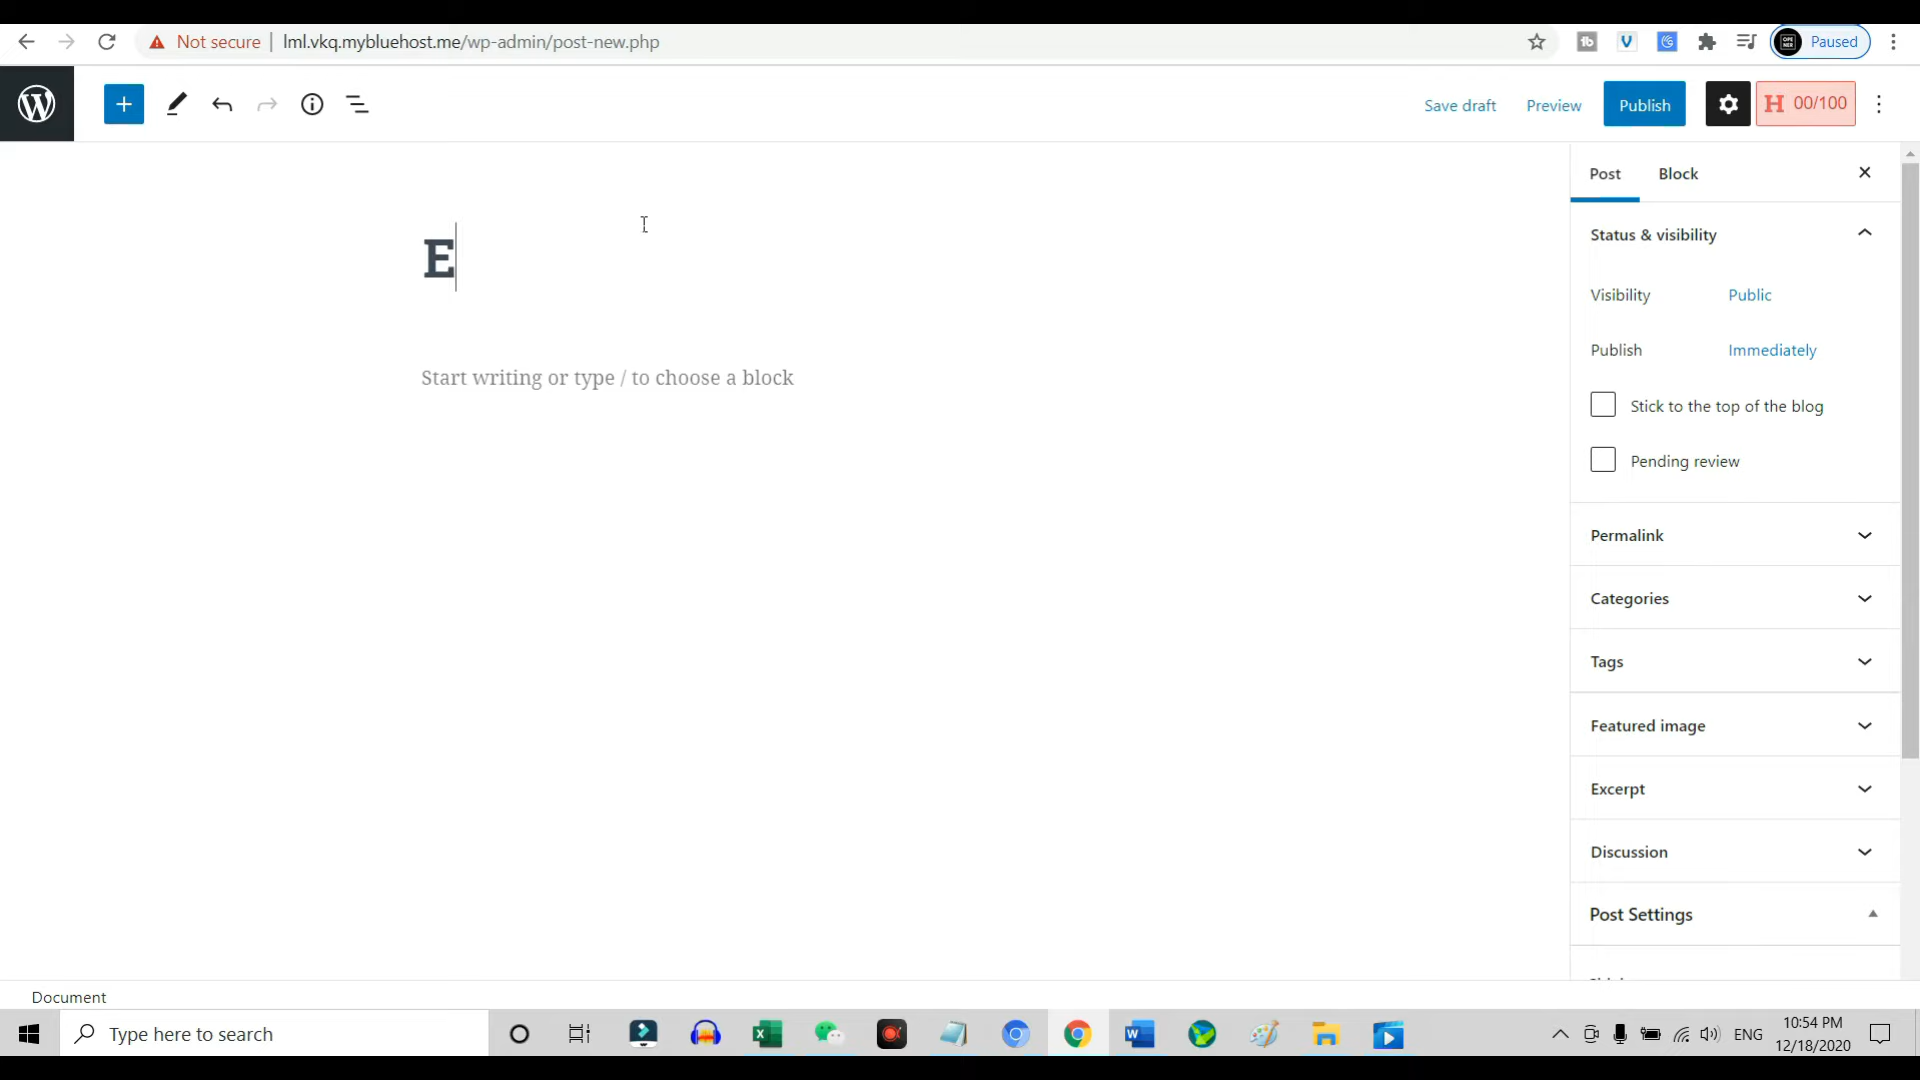 Not secure | lml.vkq.mybluehost.me/wp-admin/post-new.php
Paused
Save draft Preview Publish H 00/100
Post Block
E
Start writing or type / to choose a block
Status & visibility
Visibility Public
Publish Immediately
Stick to the top of the blog
Pending review
Permalink
Categories
Tags
Featured image
Excerpt
Discussion
Post Settings
Document
Type here to search
ENG
10:54 PM
12/18/2020